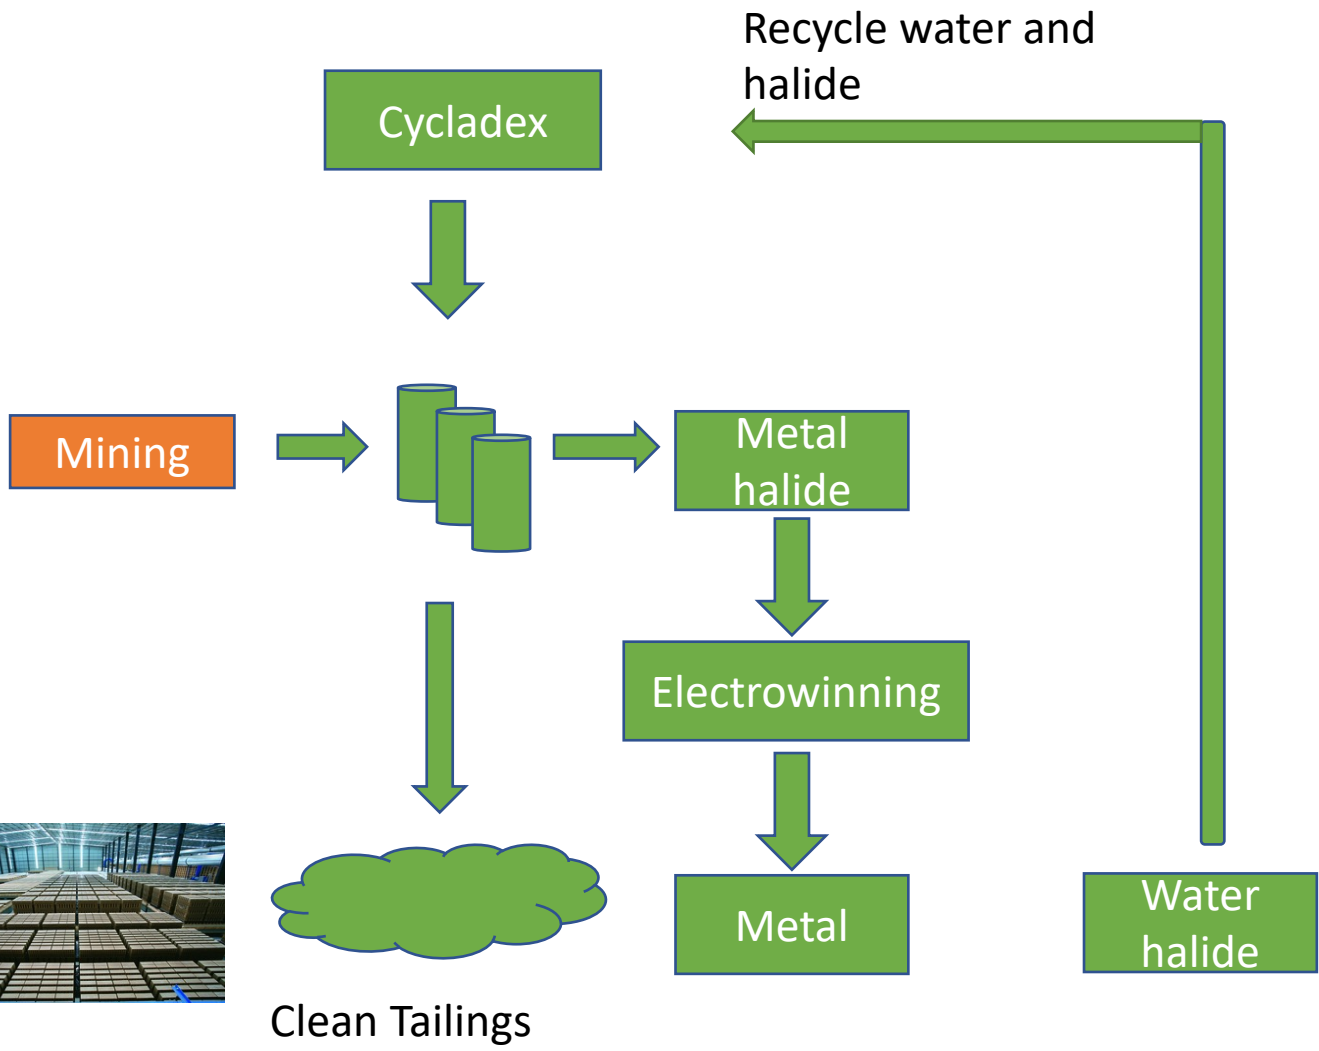 Recycle water and
halide
Cycladex
Mining
Metal
halide
Electrowinning
Metal
Water
halide
Clean Tailings